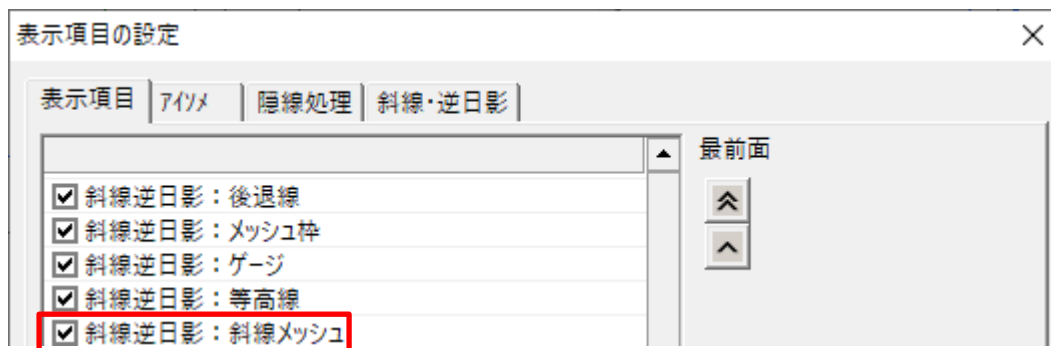 表示項目の設定
表示項目 ｱｲｿﾒ 隠線処理 斜線・逆日影
最前面
斜線逆日影：後退線
斜線逆日影：メッシュ枠
斜線逆日影：ゲージ
斜線逆日影：等高線
斜線逆日影：斜線メッシュ